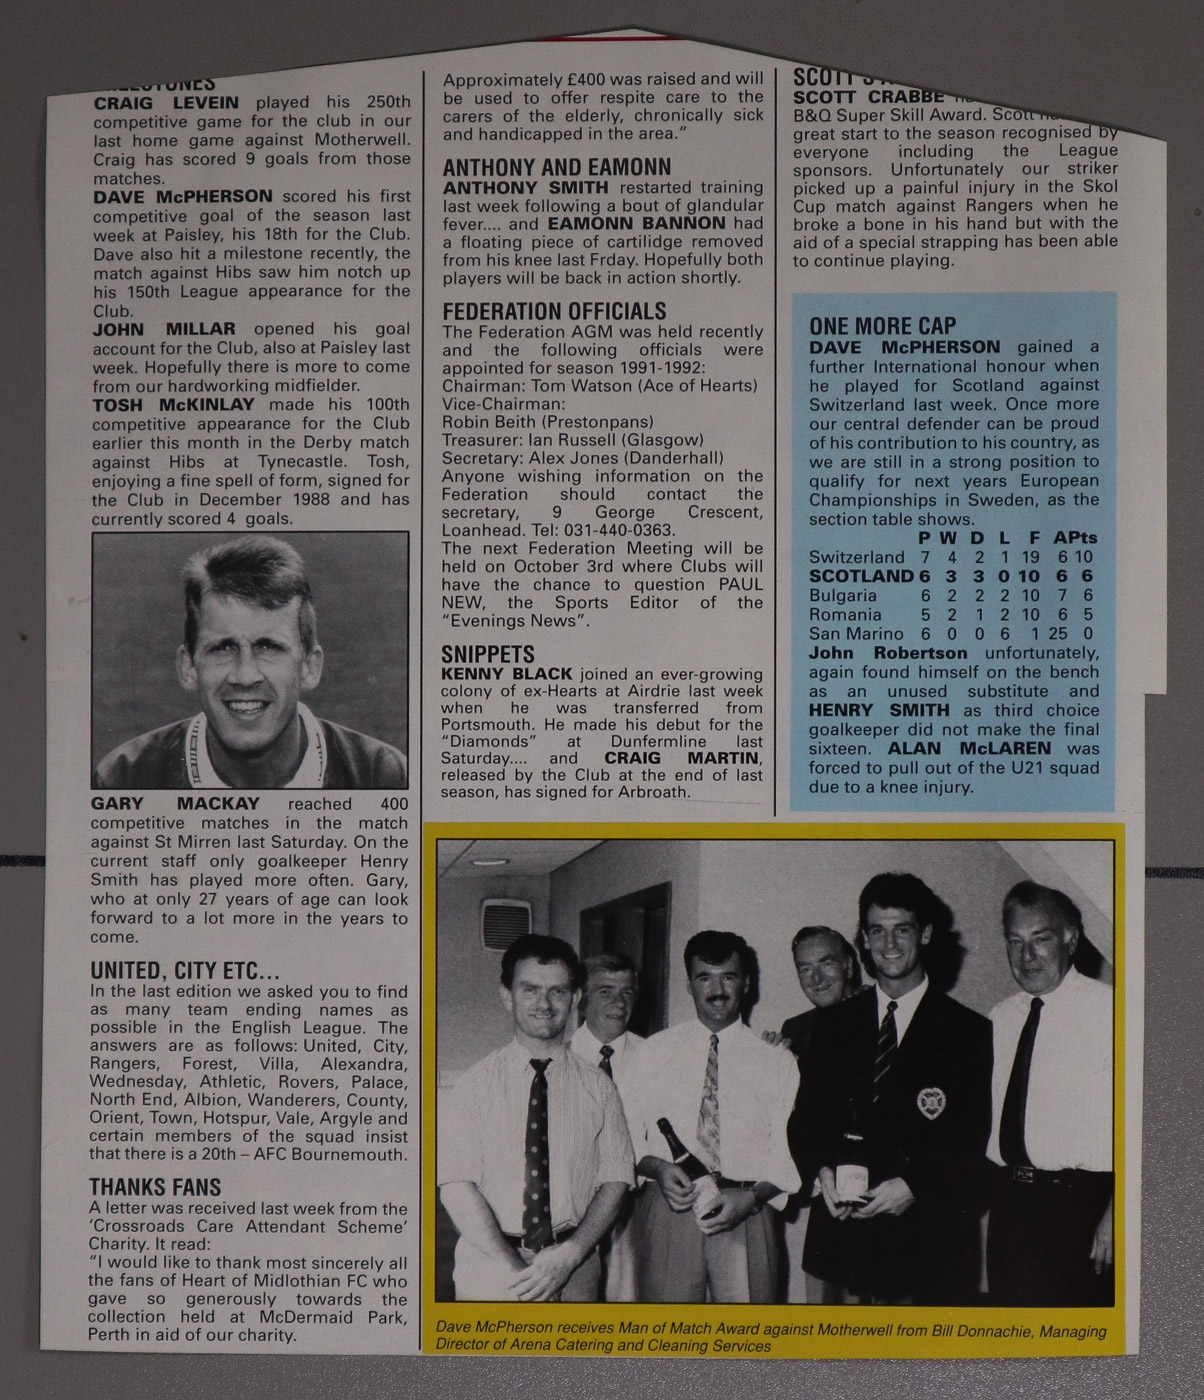 MILESTONES
CRAIG LEVEIN played his 250th
competitive game for the club in our
last home game against Motherwell.
Craig has scored 9 goals from those
matches.
DAVE McPHERSON scored his first
competitive goal of the season last
week at Paisley, his 18th for the Club.
Dave also hit a milestone recently, the
match against Hibs saw him notch up
his 150th League appearance for the
Club.
JOHN MILLAR opened his goal
account for the Club, also at Paisley last
week. Hopefully there is more to come
from our hardworking midfielder.
TOSH McKINLAY made his 100th
competitive appearance for the Club
earlier this month in the Derby match
against Hibs at Tynecastle. Tosh,
enjoying a fine spell of form, signed for
the Club in December 1988 and has
currently scored 4 goals.
GARY MACKAY reached 400
competitive matches in the match
against St Mirren last Saturday. On the
current staff only goalkeeper Henry
Smith has played more often. Gary,
who at only 27 years of age can look
forward to a lot more in the years to
come.
UNITED, CITY ETC...
In the last edition we asked you to find
as many team ending names as
possible in the English League. The
answers are as follows: United, City,
Rangers, Forest, Villa, Alexandra,
Wednesday, Athletic, Rovers, Palace,
North End, Albion, Wanderers, County,
Orient, Town, Hotspur, Vale, Argyle and
certain members of the squad insist
that there is a 20th – AFC Bournemouth.
THANKS FANS
A letter was received last week from the
'Crossroads Care Attendant Scheme'
Charity. It read:
"I would like to thank most sincerely all
the fans of Heart of Midlothian FC who
gave so generously towards the
collection held at McDermaid Park,
Perth in aid of our charity.
Approximately £400 was raised and will
be used to offer respite care to the
carers of the elderly, chronically sick
and handicapped in the area."
ANTHONY AND EAMONN
ANTHONY SMITH restarted training
last week following a bout of glandular
fever.... and EAMONN BANNON had
a floating piece of cartilidge removed
from his knee last Frday. Hopefully both
players will be back in action shortly.
FEDERATION OFFICIALS
The Federation AGM was held recently
and the following officials were
appointed for season 1991-1992:
Chairman: Tom Watson (Ace of Hearts)
Vice-Chairman:
Robin Beith (Prestonpans)
Treasurer: Ian Russell (Glasgow)
Secretary: Alex Jones (Danderhall)
Anyone wishing information on the
Federation should contact the
secretary, 9 George Crescent,
Loanhead. Tel: 031-440-0363.
The next Federation Meeting will be
held on October 3rd where Clubs will
have the chance to question PAUL
NEW, the Sports Editor of the
"Evenings News".
SNIPPETS
KENNY BLACK joined an ever-growing
colony of ex-Hearts at Airdrie last week
when he was transferred from
Portsmouth. He made his debut for the
"Diamonds" at Dunfermline last
Saturday.... and CRAIG MARTIN,
released by the Club at the end of last
season, has signed for Arbroath.
SCOTT
SCOTT CRABBE
B&Q Super Skill Award. Scott
great start to the season recognised by
everyone including the League
sponsors. Unfortunately our striker
picked up a painful injury in the Skol
Cup match against Rangers when he
broke a bone in his hand but with the
aid of a special strapping has been able
to continue playing.
ONE MORE CAP
DAVE McPHERSON gained a
further International honour when
he played for Scotland against
Switzerland last week. Once more
our central defender can be proud
of his contribution to his country, as
we are still in a strong position to
qualify for next years European
Championships in Sweden, as the
section table shows.
P W D L F A Pts
Switzerland 7 4 2 1 19 6 10
SCOTLAND 6 3 3 0 10 6 6
Bulgaria 6 2 2 2 10 7 6
Romania 5 2 1 2 10 6 5
San Marino 6 0 0 6 1 25 0
John Robertson unfortunately,
again found himself on the bench
as an unused substitute and
HENRY SMITH as third choice
goalkeeper did not make the final
sixteen. ALAN McLAREN was
forced to pull out of the U21 squad
due to a knee injury.
Dave McPherson receives Man of Match Award against Motherwell from Bill Donnachie, Managing
Director of Arena Catering and Cleaning Services